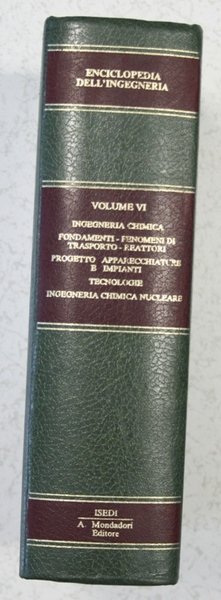 ENCICLOPEDIA
DELL'INGEGNERIA
VOLUME VI
INGEGNERIA CHIMICA
FONDAMENTI - FENOMENI DI
TRASPORTO - REATTORI
PROGETTO APPARECCHIATURE
E IMPIANTI
TECNOLOGIE
INGEGNERIA CHIMICA NUCLEARE
ISEDI
A. Mondadori
Editore